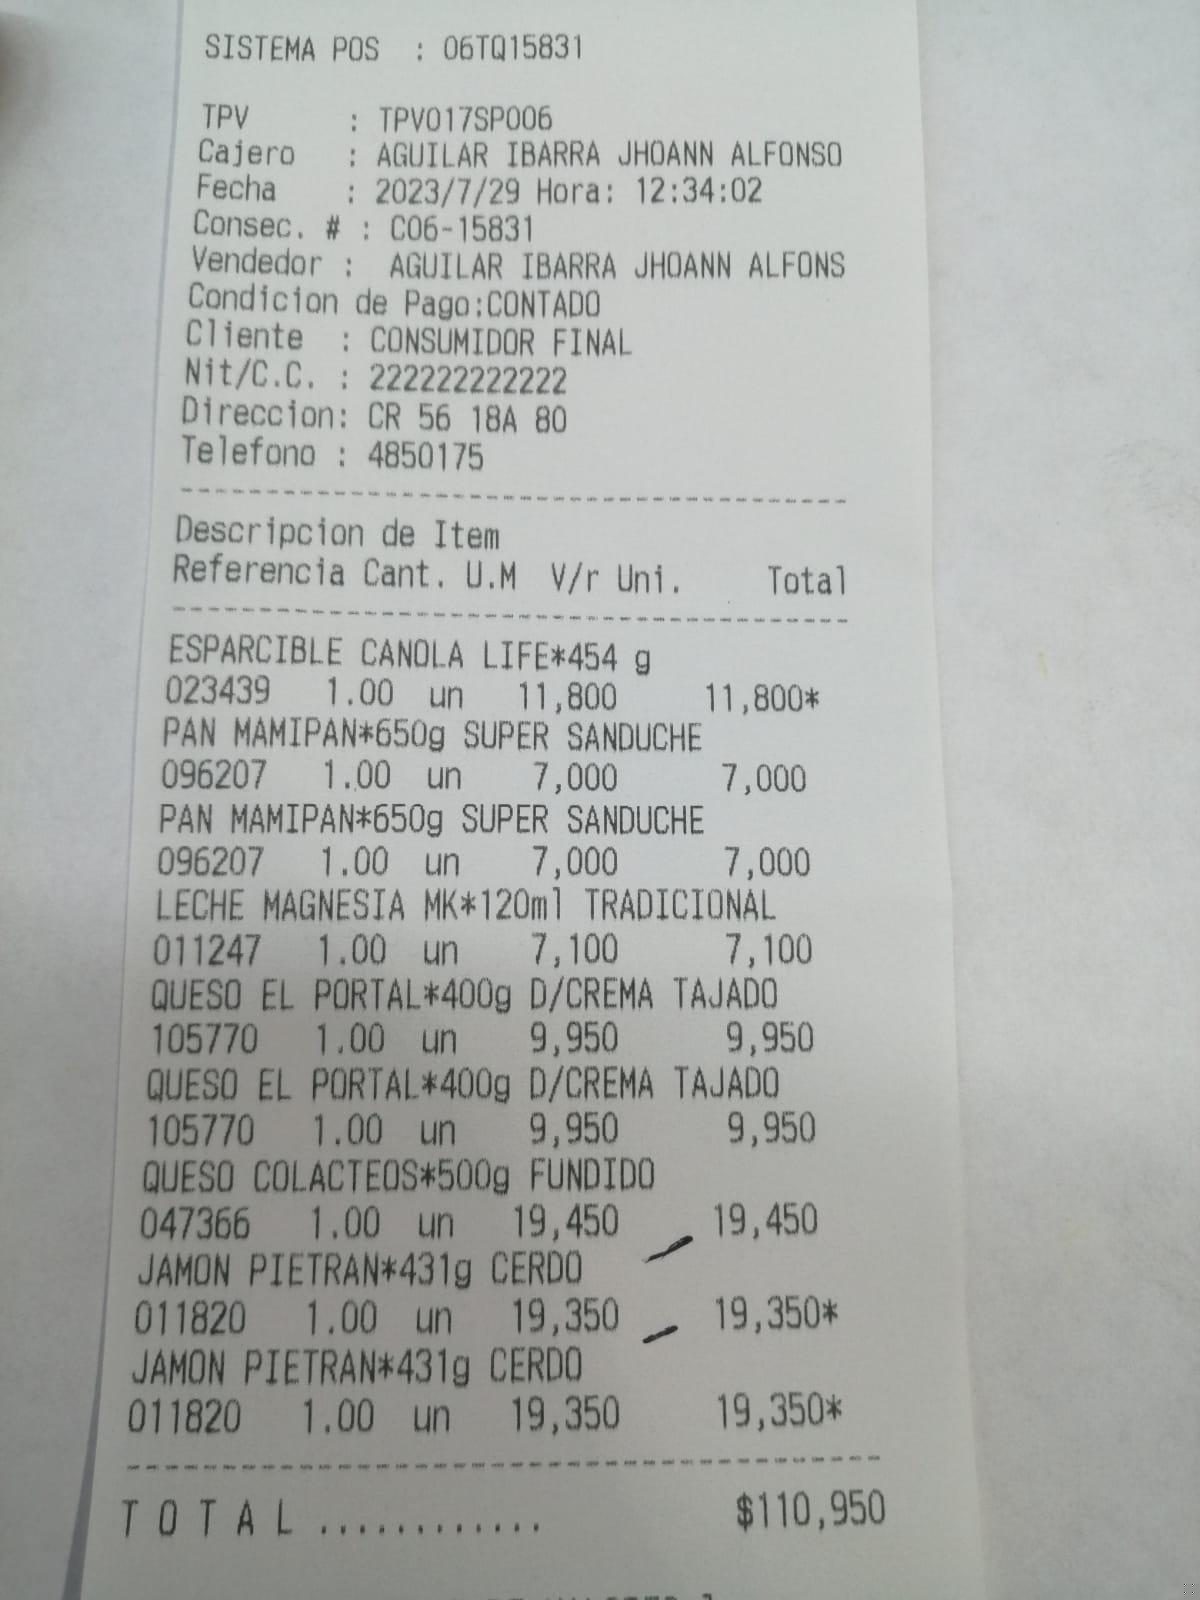 SISTEMA POS : 06TQ15831
TPV : TPV017SP006
Cajero : AGUILAR IBARRA JHOANN ALFONSO
Fecha : 2023/7/29 Hora: 12:34:02
Consec. # : C06-15831
Vendedor : AGUILAR IBARRA JHOANN ALFONS
Condicion de Pago:CONTADO
Cliente : CONSUMIDOR FINAL
Nit/C.C. : 222222222222
Direccion: CR 56 18A 80
Telefono : 4850175
Descripcion de Item
Referencia Cant. U.M V/r Uni. Total
ESPARCIBLE CANOLA LIFE*454 g
023439 1.00 un 11,800 11,800*
PAN MAMIPAN*650g SUPER SANDUCHE
096207 1.00 un 7,000 7,000
PAN MAMIPAN*650g SUPER SANDUCHE
096207 1.00 un 7,000 7,000
LECHE MAGNESIA MK*120ml TRADICIONAL
011247 1.00 un 7,100 7,100
QUESO EL PORTAL*400g D/CREMA TAJADO
105770 1.00 un 9,950 9,950
QUESO EL PORTAL*400g D/CREMA TAJADO
105770 1.00 un 9,950 9,950
QUESO COLACTEOS*500g FUNDIDO
047366 1.00 un 19,450 19,450
JAMON PIETRAN*431g CERDO
011820 1.00 un 19,350 19,350*
JAMON PIETRAN*431g CERDO
011820 1.00 un 19,350 19,350*
T O T A L ............ $110,950